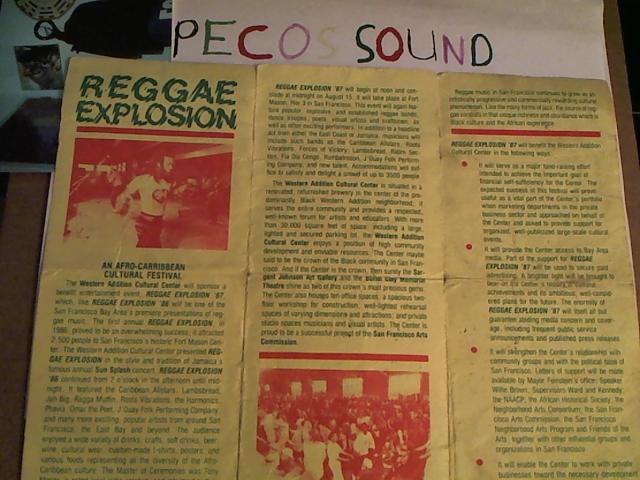 PECOS SOUND
REGGAE
EXPLOSION
AN AFRO-CARRIBEAN
CULTURAL FESTIVAL
The Western Addition Cultural Center will sponsor a
benefit entertainment event, REGGAE EXPLOSION '87
which, like REGGAE EXPLOSION '86 will be one of the
San Francisco Bay Area's premiere presentations of reg-
gae music. The first annual REGGAE EXPLOSION in
1986, proved to be an overwhelming success; it attracted
2,500 people to San Francisco's historic Fort Mason Cen-
ter. The Western Addition Cultural Center presented REG-
GAE EXPLOSION in the style and tradition of Jamaica's
famous annual Sun Splash concert. REGGAE EXPLOSION
'86 continued from 2 o'clock in the afternoon until mid-
night. It featured the Caribbean Allstars, Lambsbread,
Jah Big, Ragga Muffin, Roots Vibrations, the Harmonics,
Phavia, Omar the Poet, J'Ouay Folk Performing Company
and many more exciting, popular artists from around San
Francisco, the East Bay and beyond. The audience
enjoyed a wide variety of drinks, crafts, soft drinks, beer,
wine, cultural wear, custom-made t-shirts, posters, and
various foods representing all the diversity of the Afro-
Caribbean culture. The Master of Ceremonies was Tony
REGGAE EXPLOSION '87 will begin at noon and con-
clude at midnight on August 15. It will take place at Fort
Mason, Pier 3 in San Francisco. This event will again fea-
ture popular explosive and established reggae bands,
dance troupes, poets, visual artists and craftsmen, as
well as other exciting performers. In addition to a headline
act from either the East Coast or Jamaica, musicians will
include such bands as the Caribbean Allstars, Roots
Vibrations, Forces of Victory, Lambsbread, Ridim Sec-
tion, Fia Dia Congo, Rumbafrision, J'Ouay Folk Perform-
ing Company, and new talent. Accommodations will suf-
fice to satisfy and delight a crowd of up to 3500 people.
The Western Addition Cultural Center is situated in a
renovated, refurbished brewery in the center of the pre-
dominantly Black Western Addition neighborhood; it
serves the entire community and provides a respected,
well-known forum for artists and educators. With more
than 30,000 square feet of space, including a large,
lighted and secured parking lot, the Western Addition
Cultural Center enjoys a position of high community
development and enviable resources. The Center maybe
said to be the crown of the Black community in San Fran-
cisco. And if the Center is the crown, then surely the Sar-
gent Johnson Art Gallery and the Buriel Clay Memorial
Theatre shine as two of this crown's most precious gems.
The Center also houses ten office spaces, a spacious two-
floor workshop for construction, well-lighted rehearsal
spaces of varying dimensions and attractions, and private
studio spaces musicians and visual artists. The Center is
proud to be a successful project of the San Francisco Arts
Commission.
Reggae music in San Francisco continues to grow as an
artistically progressive and commercially rewarding cultural
phenomenon. Like the many forms of jazz, the source of reg-
gae consists in that unique richness and abundance which is
Black culture and the African experience.
REGGAE EXPLOSION '87 will benefit the Western Addition
Cultural Center in the following ways:
It will serve as a major fund-raising effort
intended to achieve the important goal of
financial self-sufficiency for the Center. The
expected success of this festival will prove
useful as a vital part of the Center's portfolio
when marketing departments in the private
business sector are approached on behalf of
the Center and asked to provide support for
organized, well-publicized large-scale cultural
events.
It will provide the Center access to Bay Area
media. Part of the support for REGGAE
EXPLOSION '87 will be used to secure paid
advertising. A brighter light will be brought to
bear on the Center's history of cultural
achievements and its ambitious, well-consid-
ered plans for the future. The enormity of
REGGAE EXPLOSION '87 will itself all but
guarantee abiding media concern and cover-
age, including frequent public service
announcements and published press releases.
It will strengthen the Center's relationship with
community groups and with the political base of
San Francisco. Letters of support will be made
available by Mayor Feinstein's office; Speaker
Willie Brown; Supervisors Ward and Kennedy;
the NAACP; the African Historical Society; the
Neighborhood Arts Consortium; the San Fran-
cisco Arts Commission, the San Francisco
Neighborhood Arts Program and Friends of the
Arts, together with other influential groups and
organizations in San Francisco.
It will enable the Center to work with private
businesses toward the necessary development